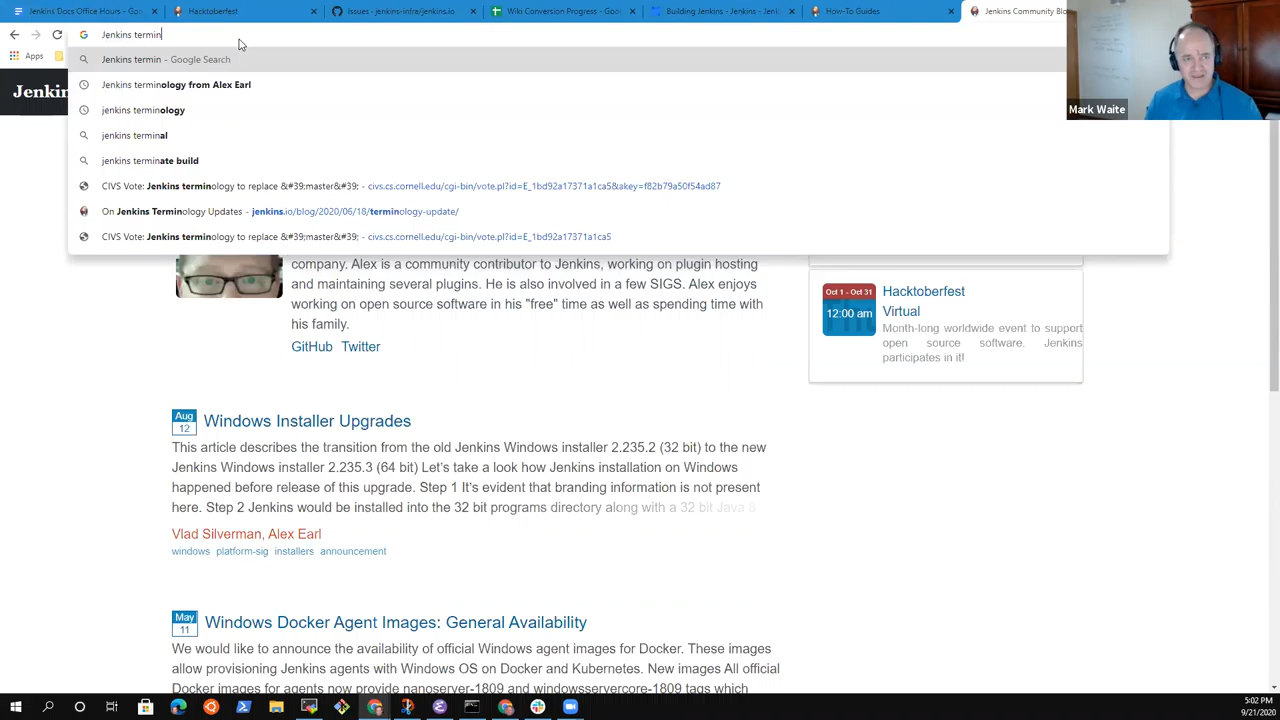 Jenkins Docs Office Hours - Goo
Hacktoberfest
Issues · jenkins-infra/jenkins.io
Wiki Conversion Progress - Goog
Building Jenkins - Jenkins - Jenk
How-To Guides
Jenkins Community Blo
Jenkins termin
Apps
Jenkins termin - Google Search
Jenkins terminology from Alex Earl
jenkins terminology
jenkins terminal
jenkins terminate build
CIVS Vote: Jenkins terminology to replace &#39;master&#39; - civs.cs.cornell.edu/cgi-bin/vote.pl?id=E_1bd92a17371a1ca5&akey=f82b79a50f54ad87
On Jenkins Terminology Updates - jenkins.io/blog/2020/06/18/terminology-update/
CIVS Vote: Jenkins terminology to replace &#39;master&#39; - civs.cs.cornell.edu/cgi-bin/vote.pl?id=E_1bd92a17371a1ca5
Mark Waite
Jenkins
company. Alex is a community contributor to Jenkins, working on plugin hosting
and maintaining several plugins. He is also involved in a few SIGS. Alex enjoys
working on open source software in his "free" time as well as spending time with
his family.
GitHub Twitter
Oct 1 - Oct 31
12:00 am
Hacktoberfest
Virtual
Month-long worldwide event to support
open source software. Jenkins
participates in it!
Aug
12
Windows Installer Upgrades
This article describes the transition from the old Jenkins Windows installer 2.235.2 (32 bit) to the new
Jenkins Windows installer 2.235.3 (64 bit) Let's take a look how Jenkins installation on Windows
happened before release of this upgrade. Step 1 It's evident that branding information is not present
here. Step 2 Jenkins would be installed into the 32 bit programs directory along with a 32 bit Java 8
Vlad Silverman, Alex Earl
windows platform-sig installers announcement
May
11
Windows Docker Agent Images: General Availability
We would like to announce the availability of official Windows agent images for Docker. These images
allow provisioning Jenkins agents with Windows OS on Docker and Kubernetes. New images All official
Docker images for agents now provide nanoserver-1809 and windowsservercore-1809 tags which
5:02 PM
9/21/2020